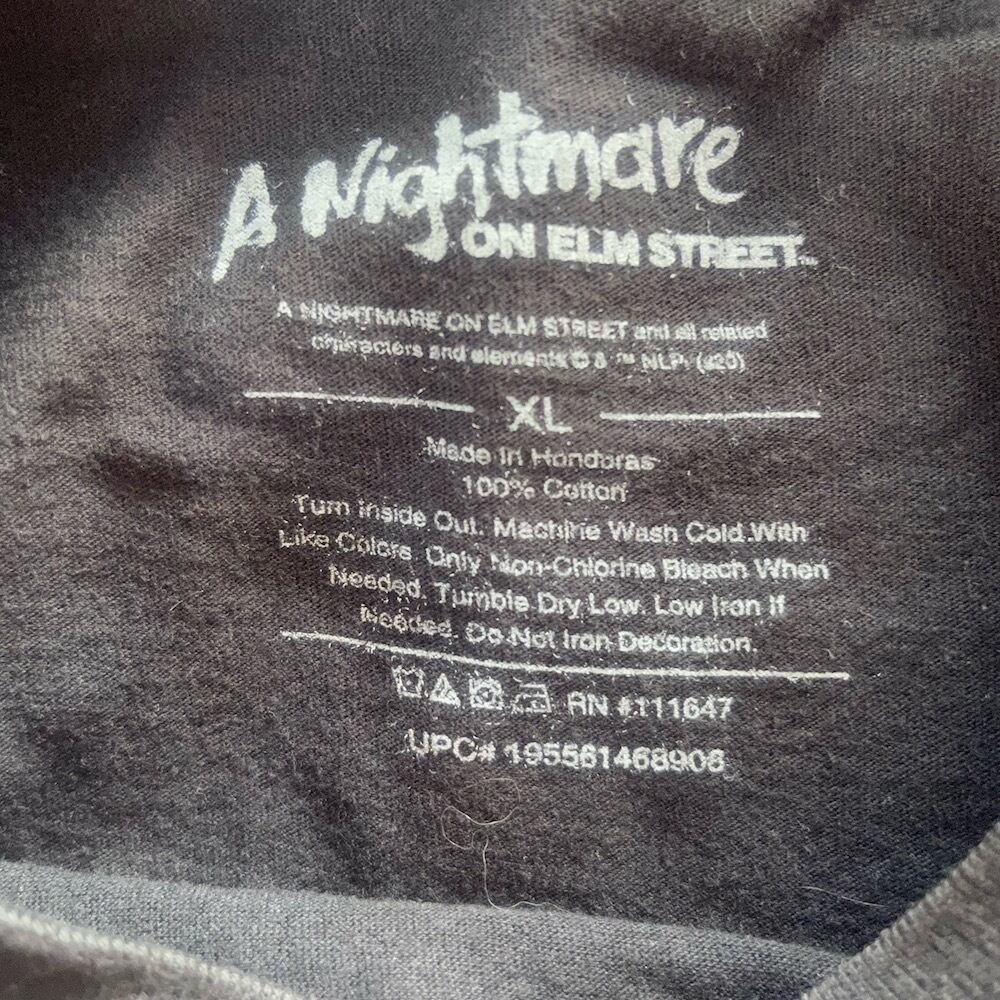 A Nightmare
ON ELM STREET™
A NIGHTMARE ON ELM STREET and all related
characters and elements © & ™ NLP. (s20)
XL
Made In Honduras
100% Cotton
Turn Inside Out. Machine Wash Cold With
Like Colors. Only Non-Chlorine Bleach When
Needed. Tumble Dry Low. Low Iron If
Needed. Do Not Iron Decoration.
RN #111647
UPC# 195561468906